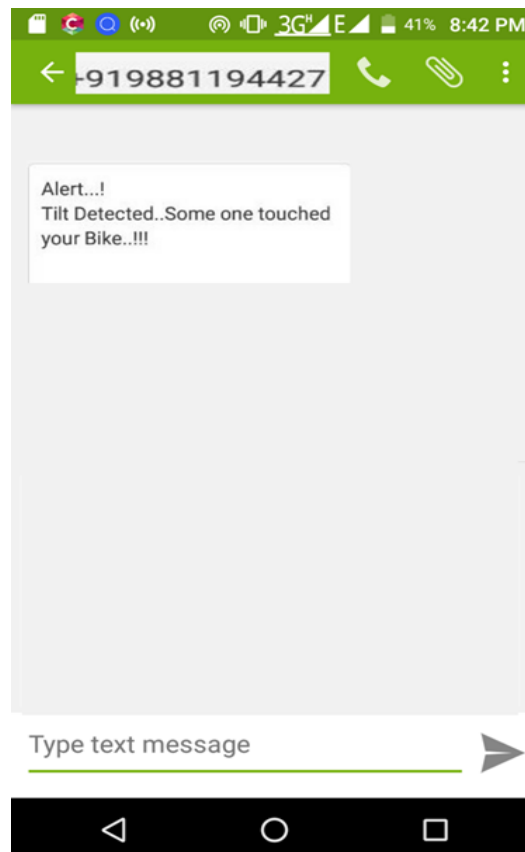 3G H E 41% 8:42 PM
+919881194427
Alert...!
Tilt Detected..Some one touched
your Bike..!!!
Type text message